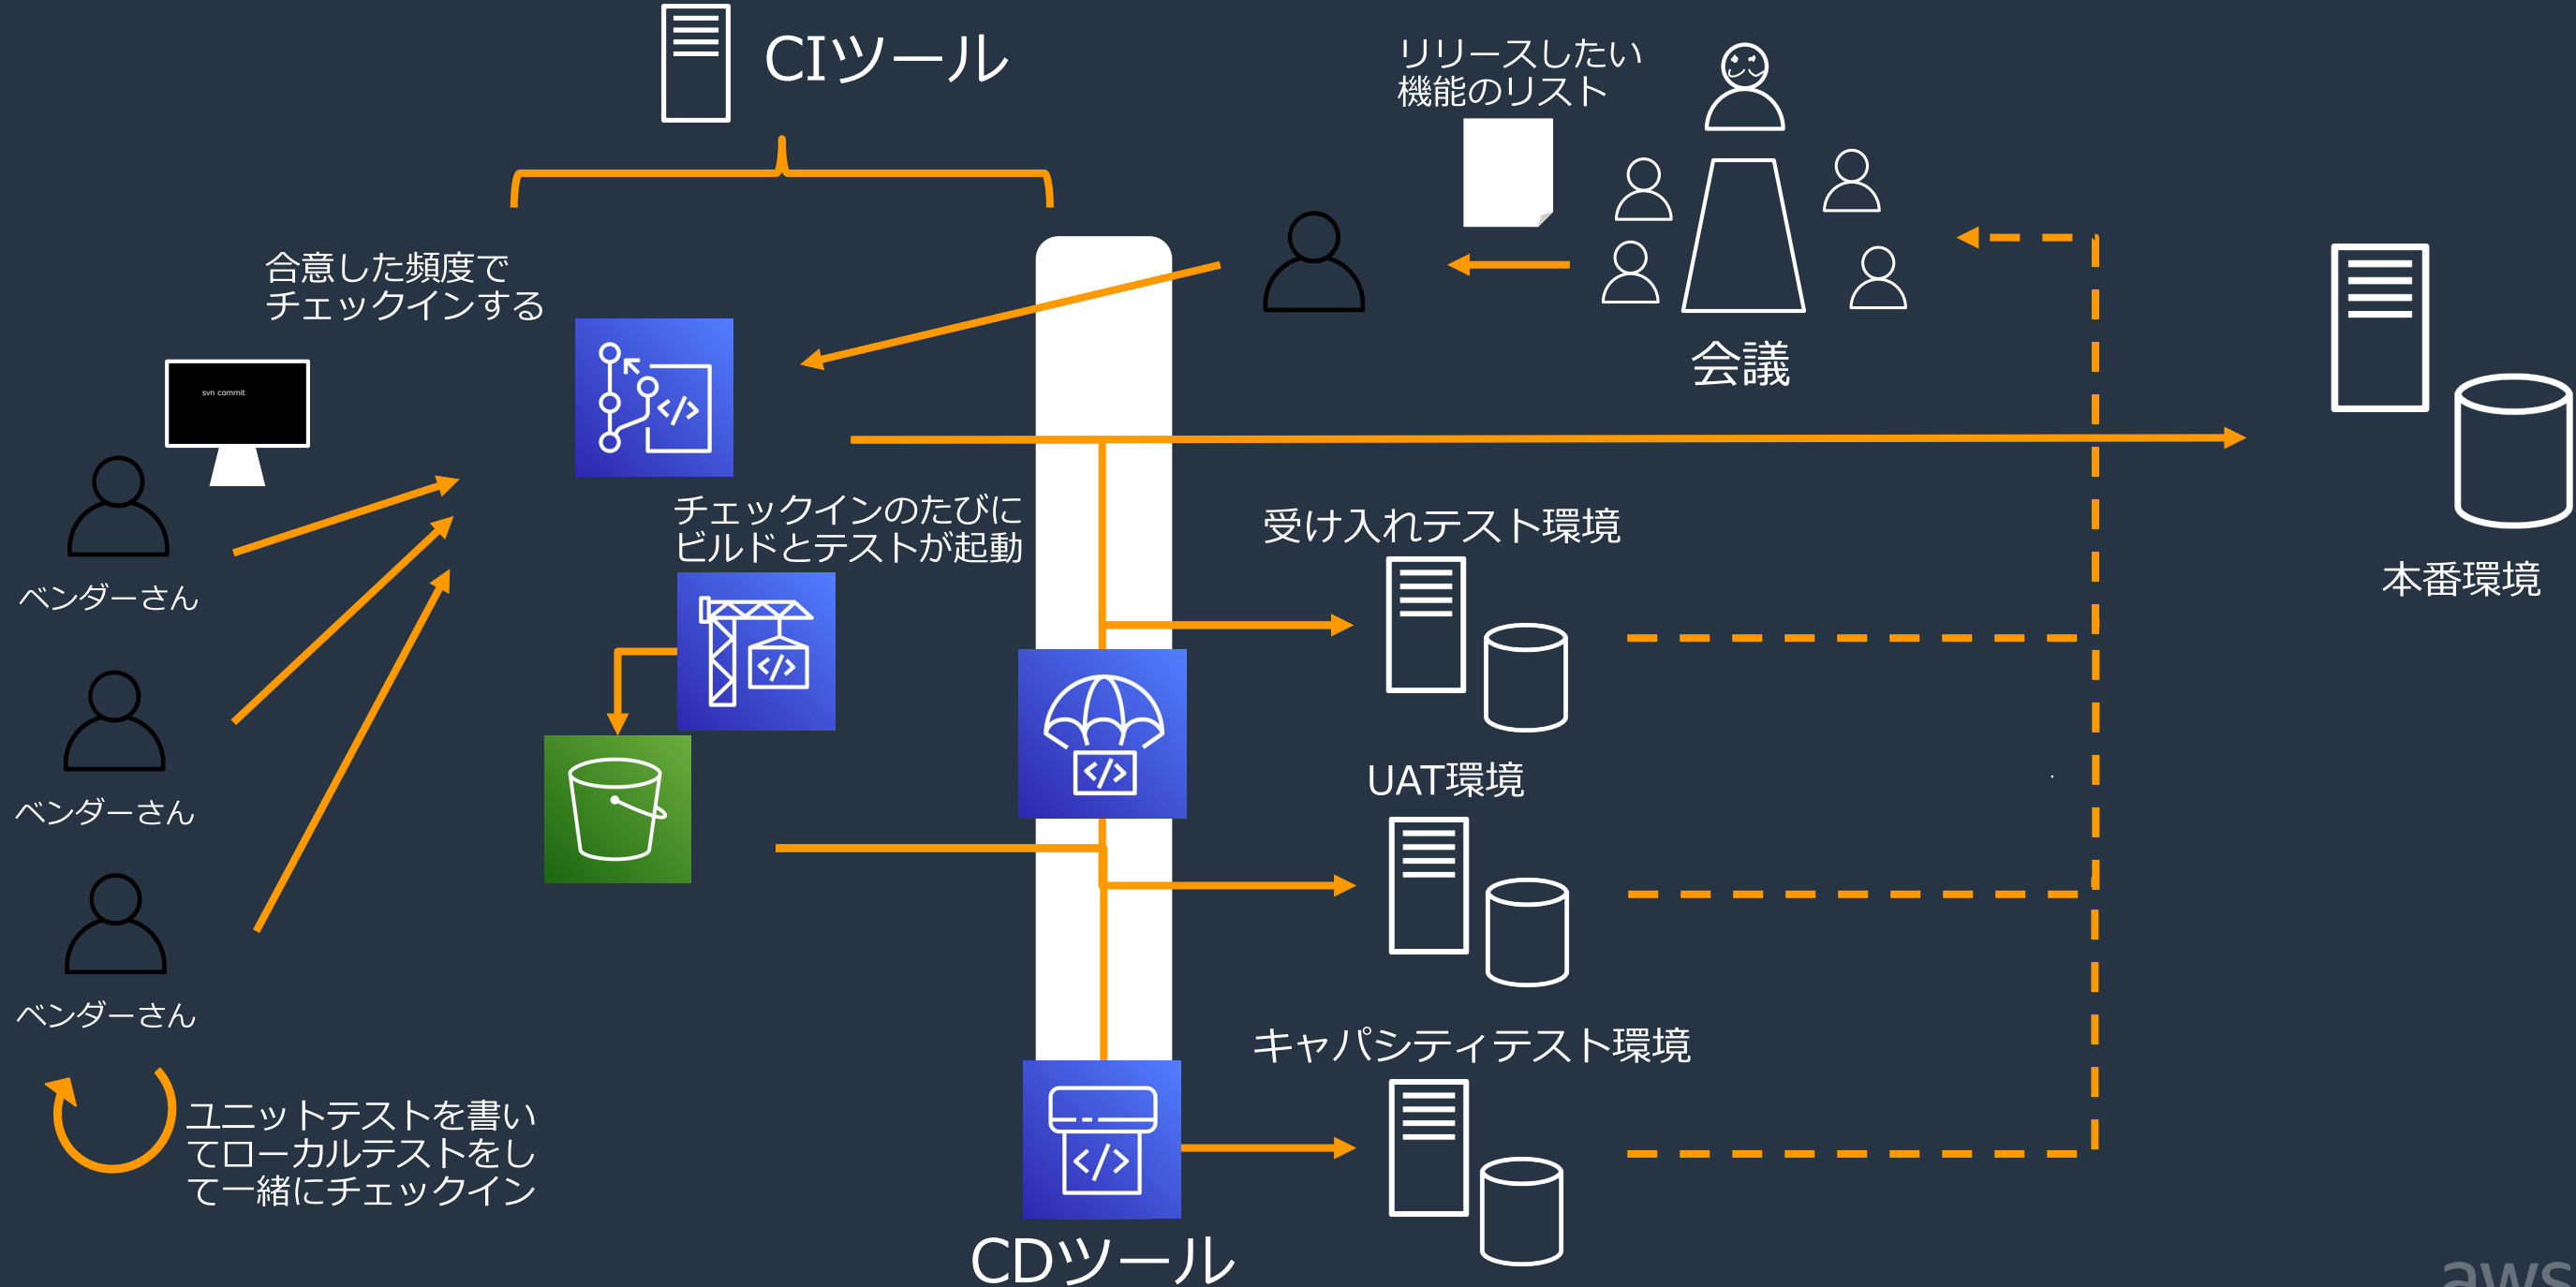 CIツール
リリースしたい
機能のリスト
合意した頻度で
チェックインする
svn commit
会議
チェックインのたびに
ビルドとテストが起動
受け入れテスト環境
本番環境
ベンダーさん
UAT環境
ベンダーさん
ベンダーさん
キャパシティテスト環境
ユニットテストを書い
てローカルテストをし
て一緒にチェックイン
CDツール
aws